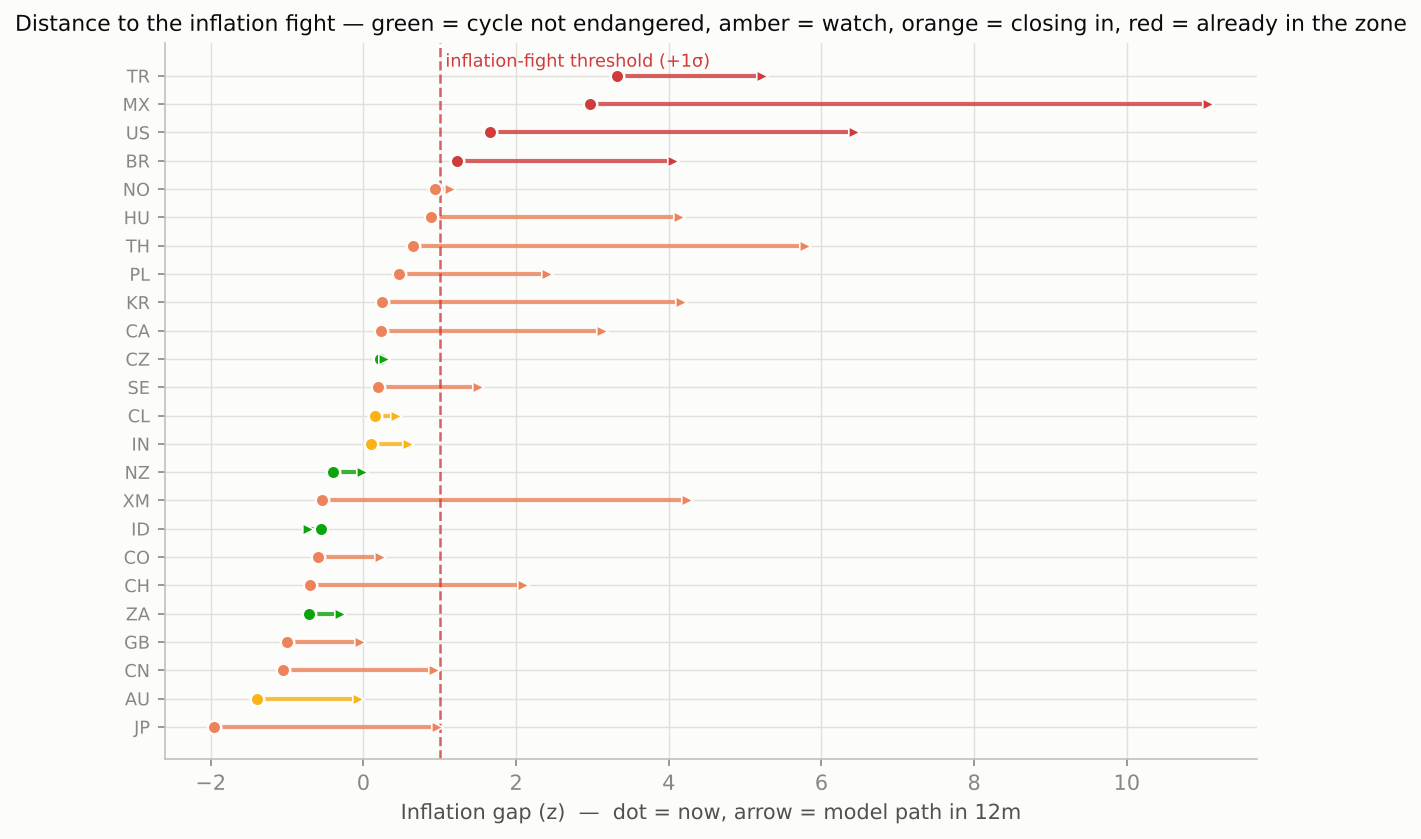 Distance to the inflation fight — green = cycle not endangered, amber = watch, orange = closing in, red = already in the zone
inflation-fight threshold (+1σ)
TR
MX
US
BR
NO
HU
TH
PL
KR
CA
CZ
SE
CL
IN
NZ
XM
ID
CO
CH
ZA
GB
CN
AU
JP
−2 0 2 4 6 8 10
Inflation gap (z) — dot = now, arrow = model path in 12m